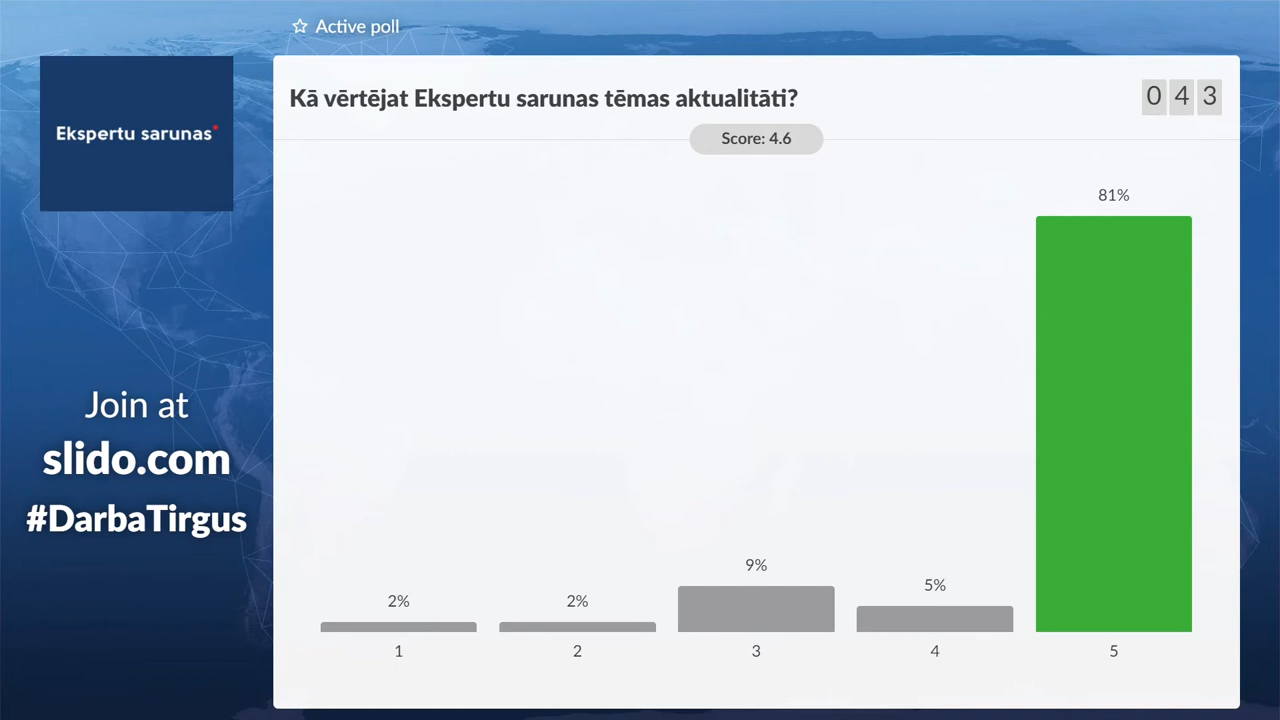 Active poll
Ekspertu sarunas
Kā vērtējat Ekspertu sarunas tēmas aktualitāti?
0 4 3
Score: 4.6
81%
9%
5%
2%
2%
1
2
3
4
5
Join at
slido.com
#DarbaTirgus